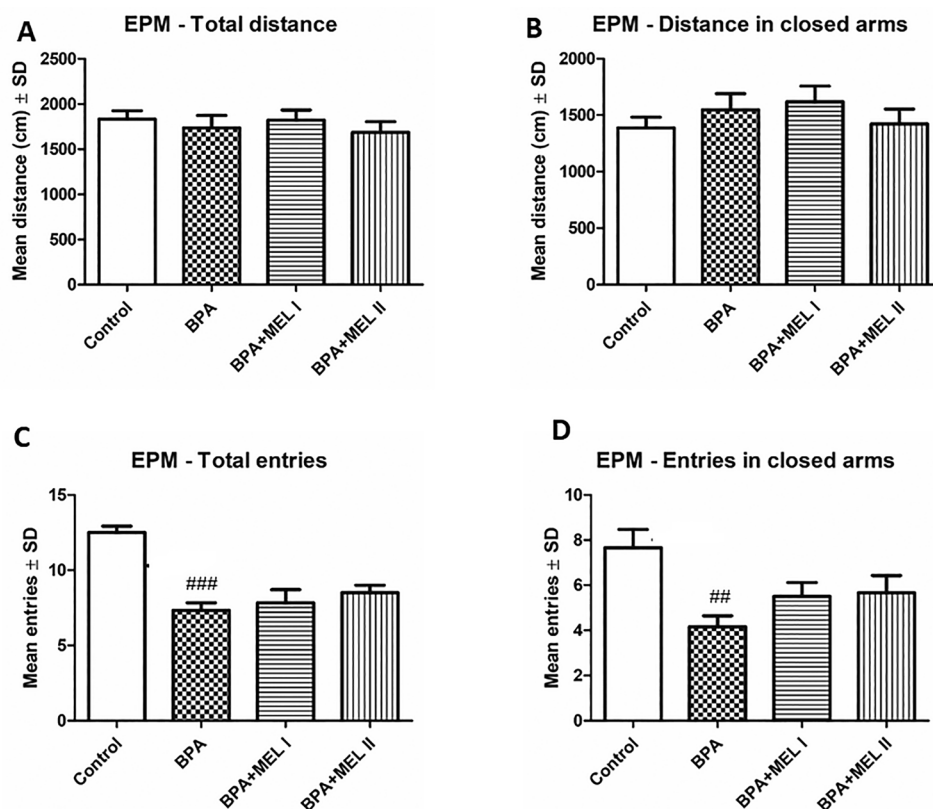 A
EPM - Total distance
Mean distance (cm) ± SD
2500
2000
1500
1000
500
0
Control
BPA
BPA+MEL I
BPA+MEL II
B
EPM - Distance in closed arms
Mean distance (cm) ± SD
2000
1500
1000
500
0
Control
BPA
BPA+MEL I
BPA+MEL II
C
EPM - Total entries
Mean entries ± SD
15
10
5
0
###
Control
BPA
BPA+MEL I
BPA+MEL II
D
EPM - Entries in closed arms
Mean entries ± SD
10
8
6
4
2
0
##
Control
BPA
BPA+MEL I
BPA+MEL II